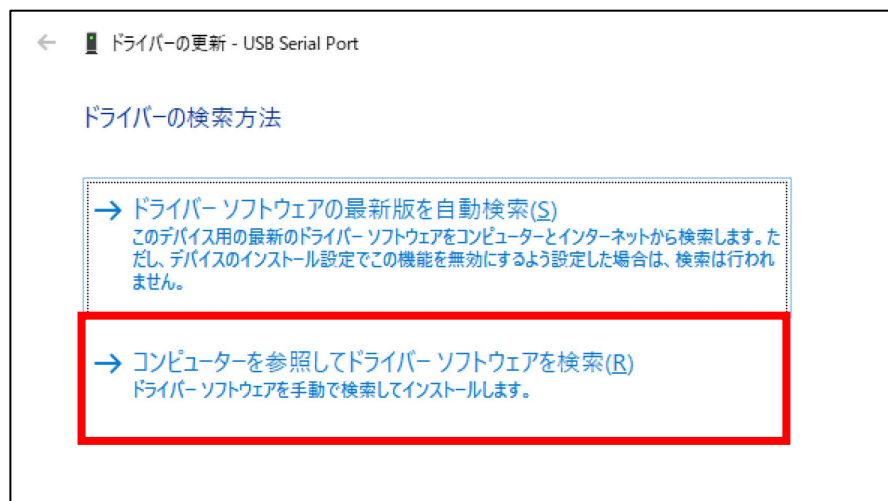 ← ドライバーの更新 - USB Serial Port
ドライバーの検索方法
→ ドライバー ソフトウェアの最新版を自動検索(S)
このデバイス用の最新のドライバー ソフトウェアをコンピューターとインターネットから検索します。た
だし、デバイスのインストール設定でこの機能を無効にするよう設定した場合は、検索は行われ
ません。
→ コンピューターを参照してドライバー ソフトウェアを検索(R)
ドライバー ソフトウェアを手動で検索してインストールします。